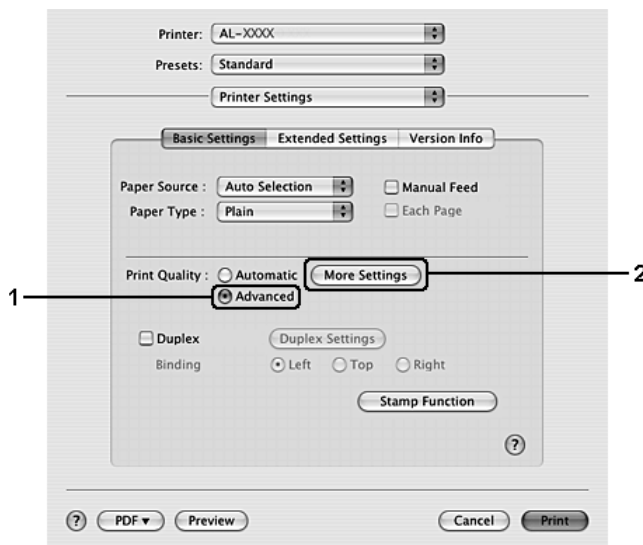 Printer: AL-XXXX
Presets: Standard
Printer Settings
Basic Settings Extended Settings Version Info
Paper Source : Auto Selection Manual Feed
Paper Type : Plain Each Page
Print Quality : Automatic More Settings 2
1 Advanced
Duplex Duplex Settings
Binding Left Top Right
Stamp Function
?
? PDF Preview Cancel Print